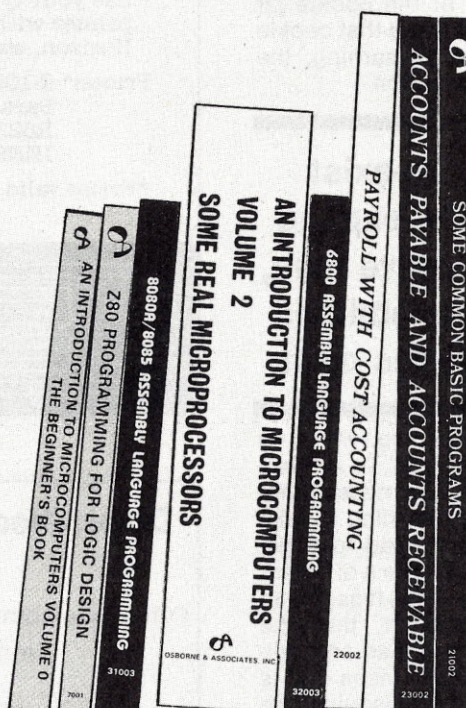 AN INTRODUCTION TO MICROCOMPUTERS VOLUME 0
THE BEGINNER'S BOOK
Z80 PROGRAMMING FOR LOGIC DESIGN
7001
8080A/8085 ASSEMBLY LANGUAGE PROGRAMMING
31003
AN INTRODUCTION TO MICROCOMPUTERS
VOLUME 2
SOME REAL MICROPROCESSORS
OSBORNE & ASSOCIATES, INC.
6800 ASSEMBLY LANGUAGE PROGRAMMING
32003
PAYROLL WITH COST ACCOUNTING
22002
ACCOUNTS PAYABLE AND ACCOUNTS RECEIVABLE
23002
SOME COMMON BASIC PROGRAMS
21002